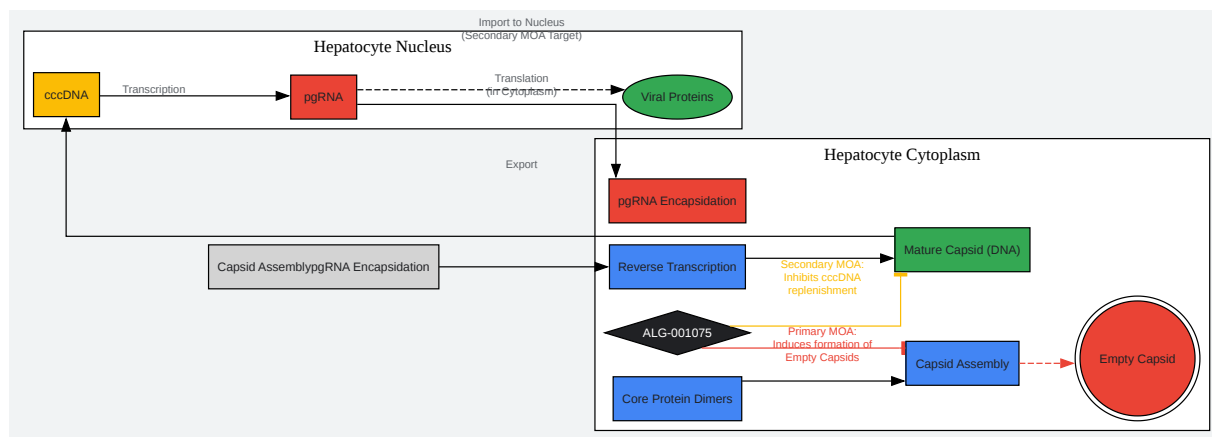 Import to Nucleus
(Secondary MOA Target)
Hepatocyte Nucleus
cccDNA
Transcription
pgRNA
Translation
(in Cytoplasm)
Viral Proteins
Export
Hepatocyte Cytoplasm
pgRNA Encapsidation
Mature Capsid (DNA)
Capsid AssemblypgRNA Encapsidation
Reverse Transcription
Secondary MOA:
Inhibits cccDNA
replenishment
ALG-001075
Primary MOA:
Induces formation of
Empty Capsids
Capsid Assembly
Empty Capsid
Core Protein Dimers